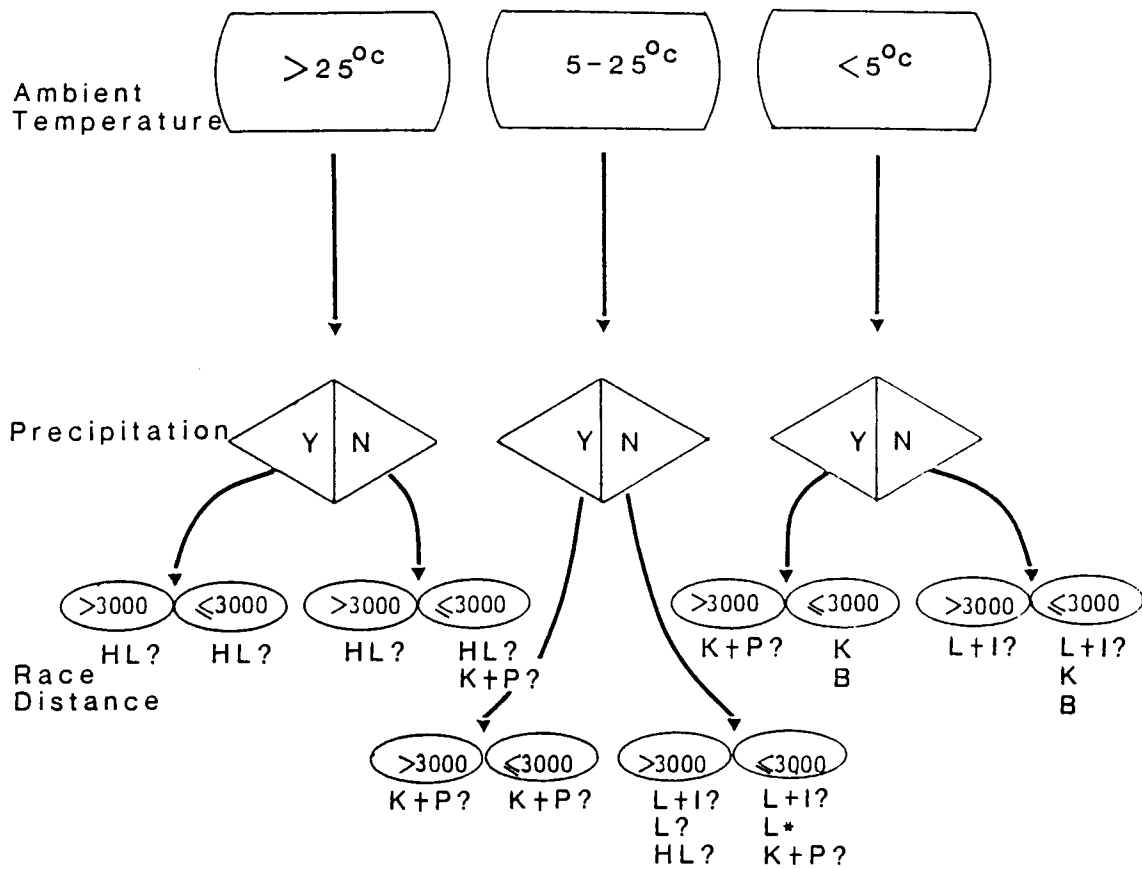 >25°C
5-25°C
<5°C
Ambient
Temperature
Precipitation
Y N
Y N
Y N
>3000 ⩽3000
HL? HL?
>3000 ⩽3000
HL? HL?
K+P?
>3000 ⩽3000
K+P? K
B
>3000 ⩽3000
L+I? L+I?
K
B
Race
Distance
>3000 ⩽3000
K+P? K+P?
>3000 ⩽3000
L+I? L+I?
L? L*
HL? K+P?